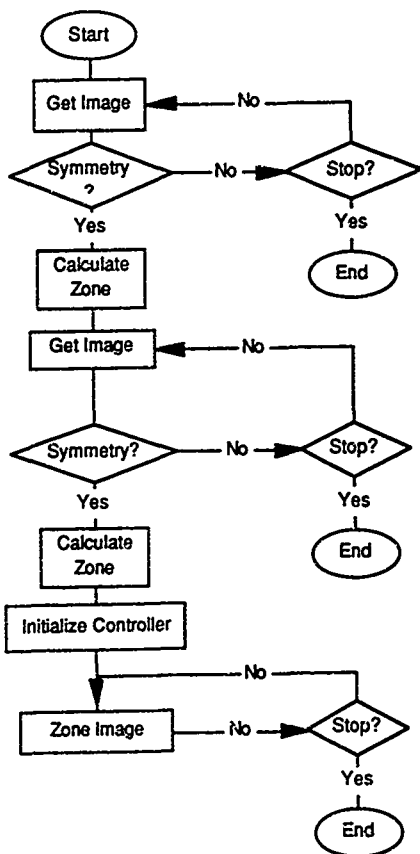 Start
Get Image
No
Symmetry
?
No
Stop?
Yes
Yes
Calculate
Zone
End
Get Image
No
Symmetry?
No
Stop?
Yes
Yes
Calculate
Zone
End
Initialize Controller
No
Zone Image
No
Stop?
Yes
End